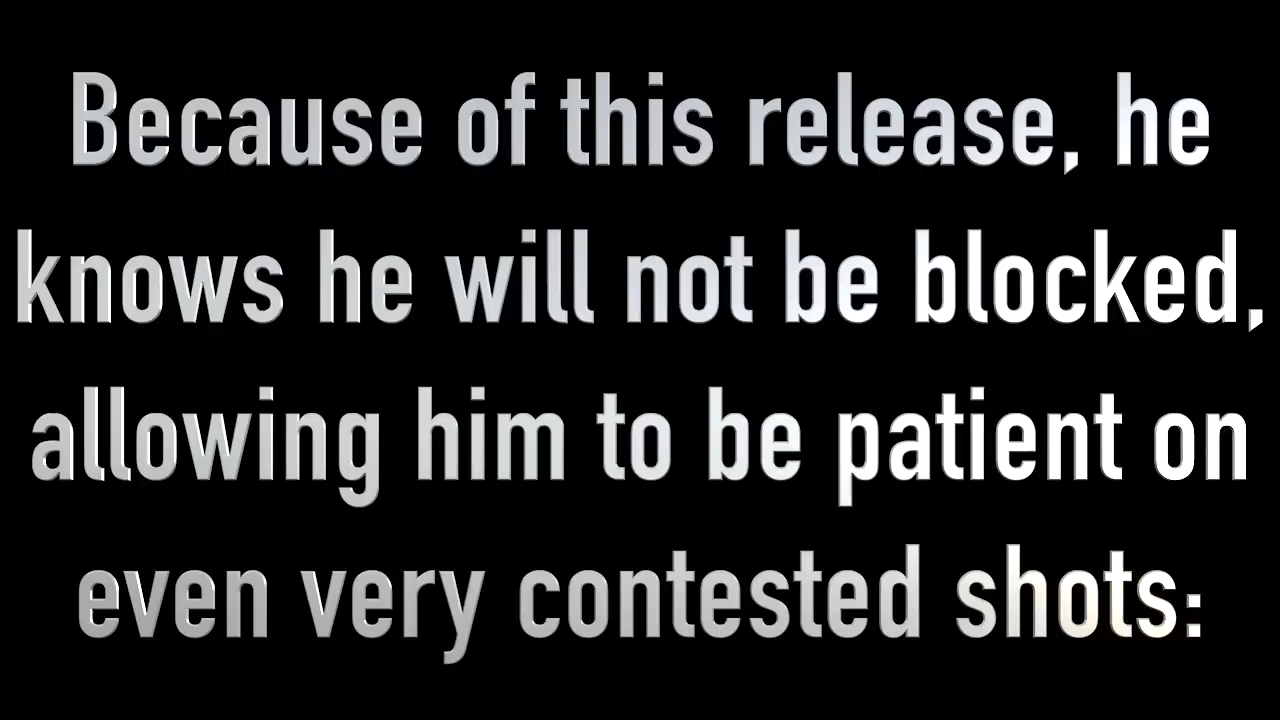 Because of this release, he
knows he will not be blocked,
allowing him to be patient on
even very contested shots: